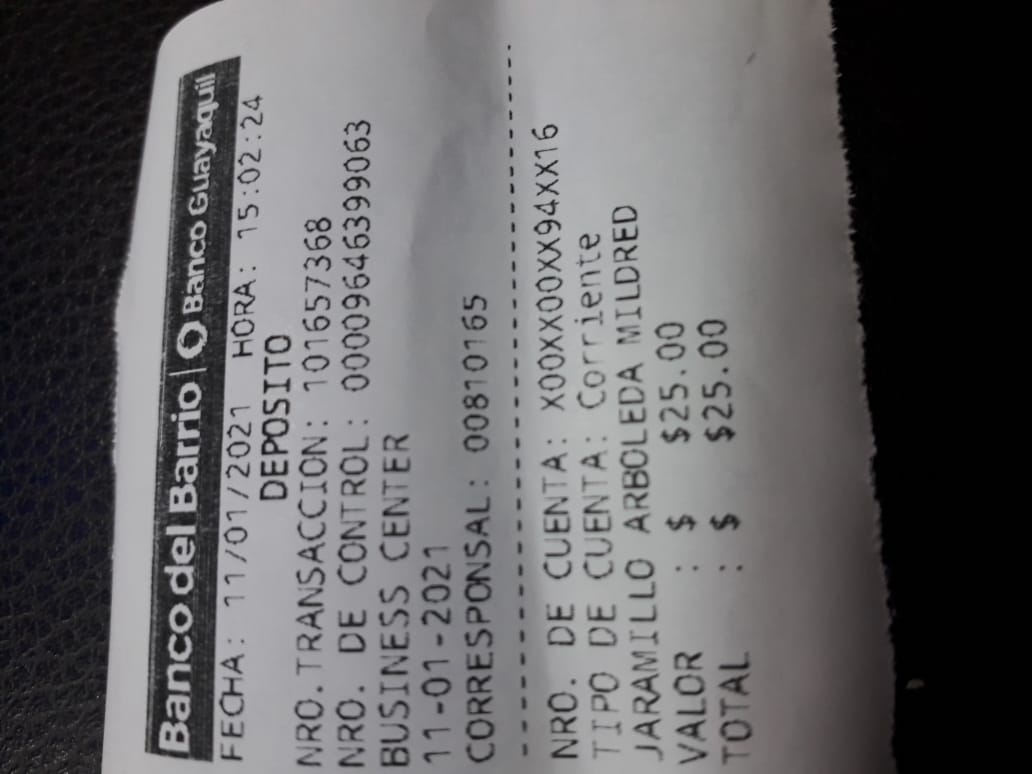 Banco del Barrio | Banco Guayaquil
FECHA: 11/01/2021 HORA: 15:02:24
DEPOSITO
NRO.TRANSACCION: 101657368
NRO. DE CONTROL: 0000964639​9063
BUSINESS CENTER
11-01-2021
CORRESPONSAL: 00810165
NRO. DE CUENTA: X00XX00XX94XX16
TIPO DE CUENTA: Corriente
JARAMILLO ARBOLEDA MILDRED
VALOR : $ $25.00
TOTAL : $ $25.00